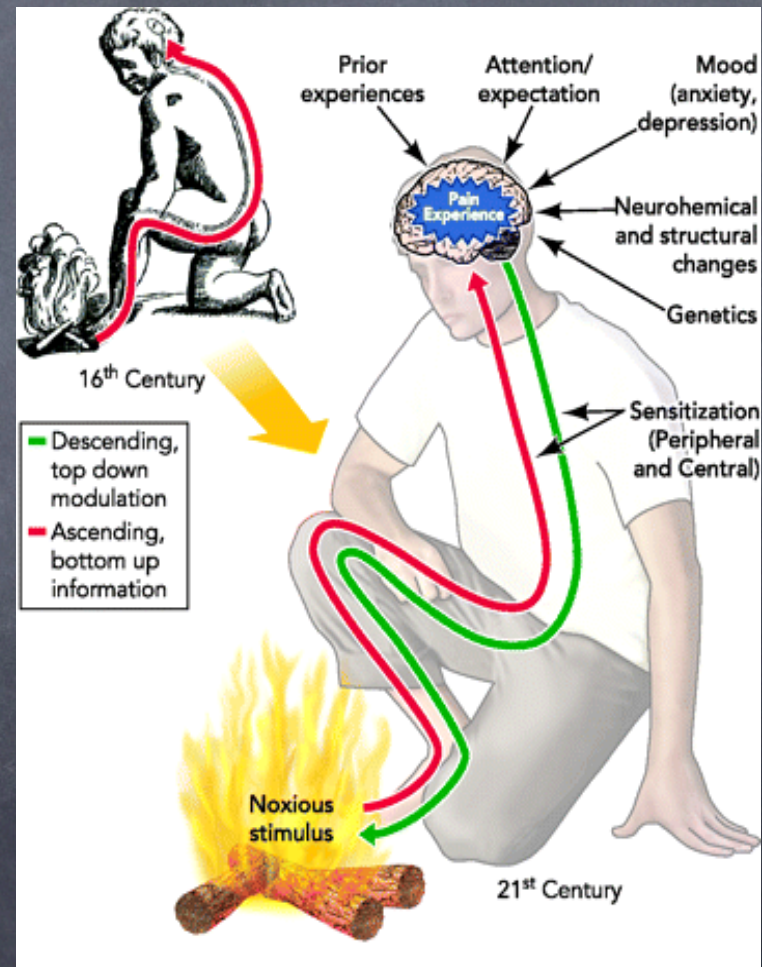 Prior
experiences
Attention/
expectation
Mood
(anxiety,
depression)
Pain
Experience
Neurohemical
and structural
changes
Genetics
16th Century
Sensitization
(Peripheral
and Central)
Descending,
top down
modulation
Ascending,
bottom up
information
Noxious
stimulus
21st Century